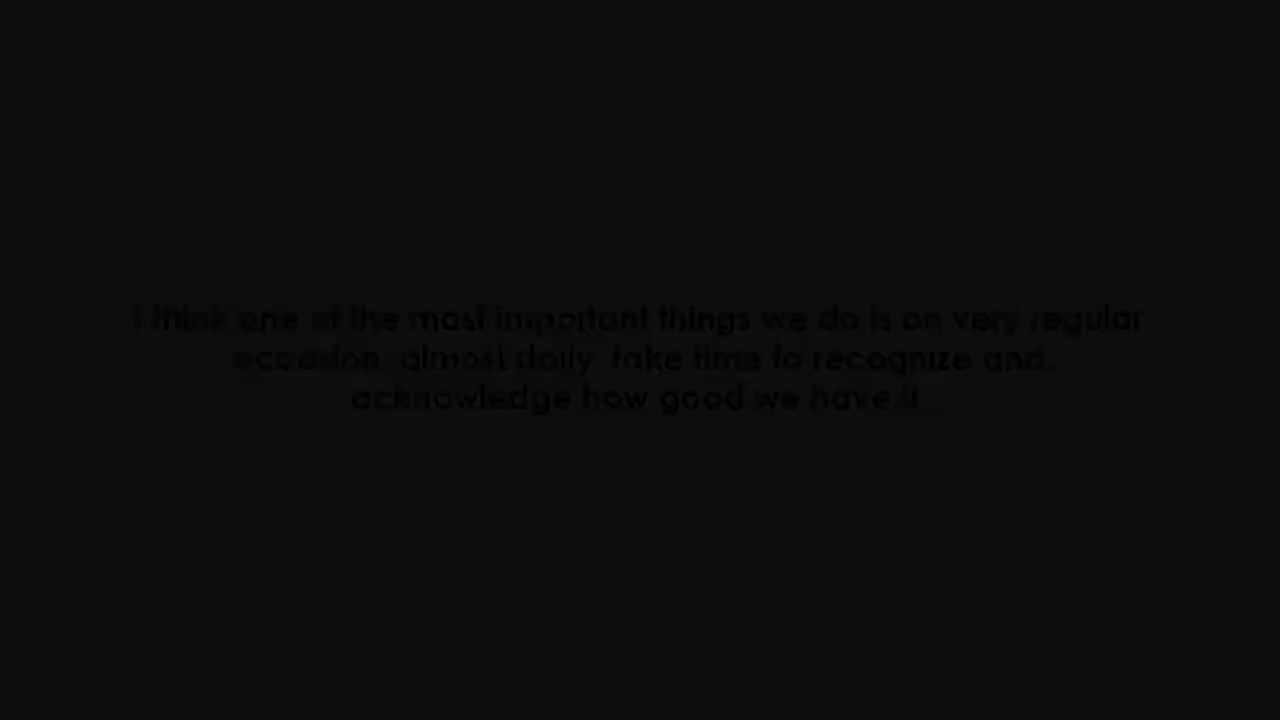 I think one of the most important things we do is on very regular
occasion, almost daily, take time to recognize and
acknowledge how good we have it.